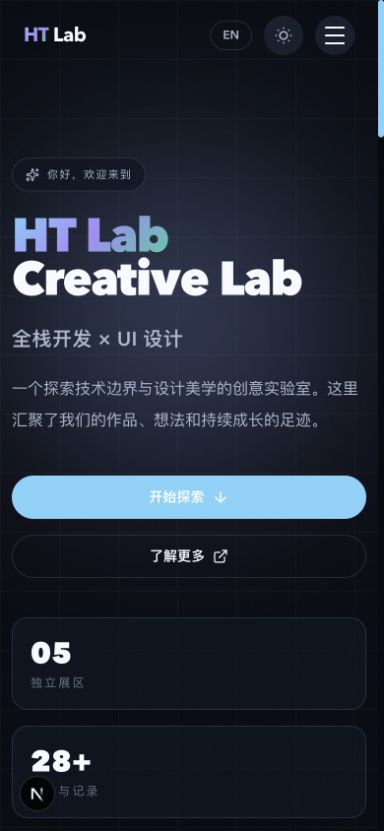 HT Lab
EN
你好，欢迎来到
HT Lab
Creative Lab
全栈开发 × UI 设计
一个探索技术边界与设计美学的创意实验室。这里
汇聚了我们的作品、想法和持续成长的足迹。
开始探索
了解更多
05
独立展区
28+
与记录
N